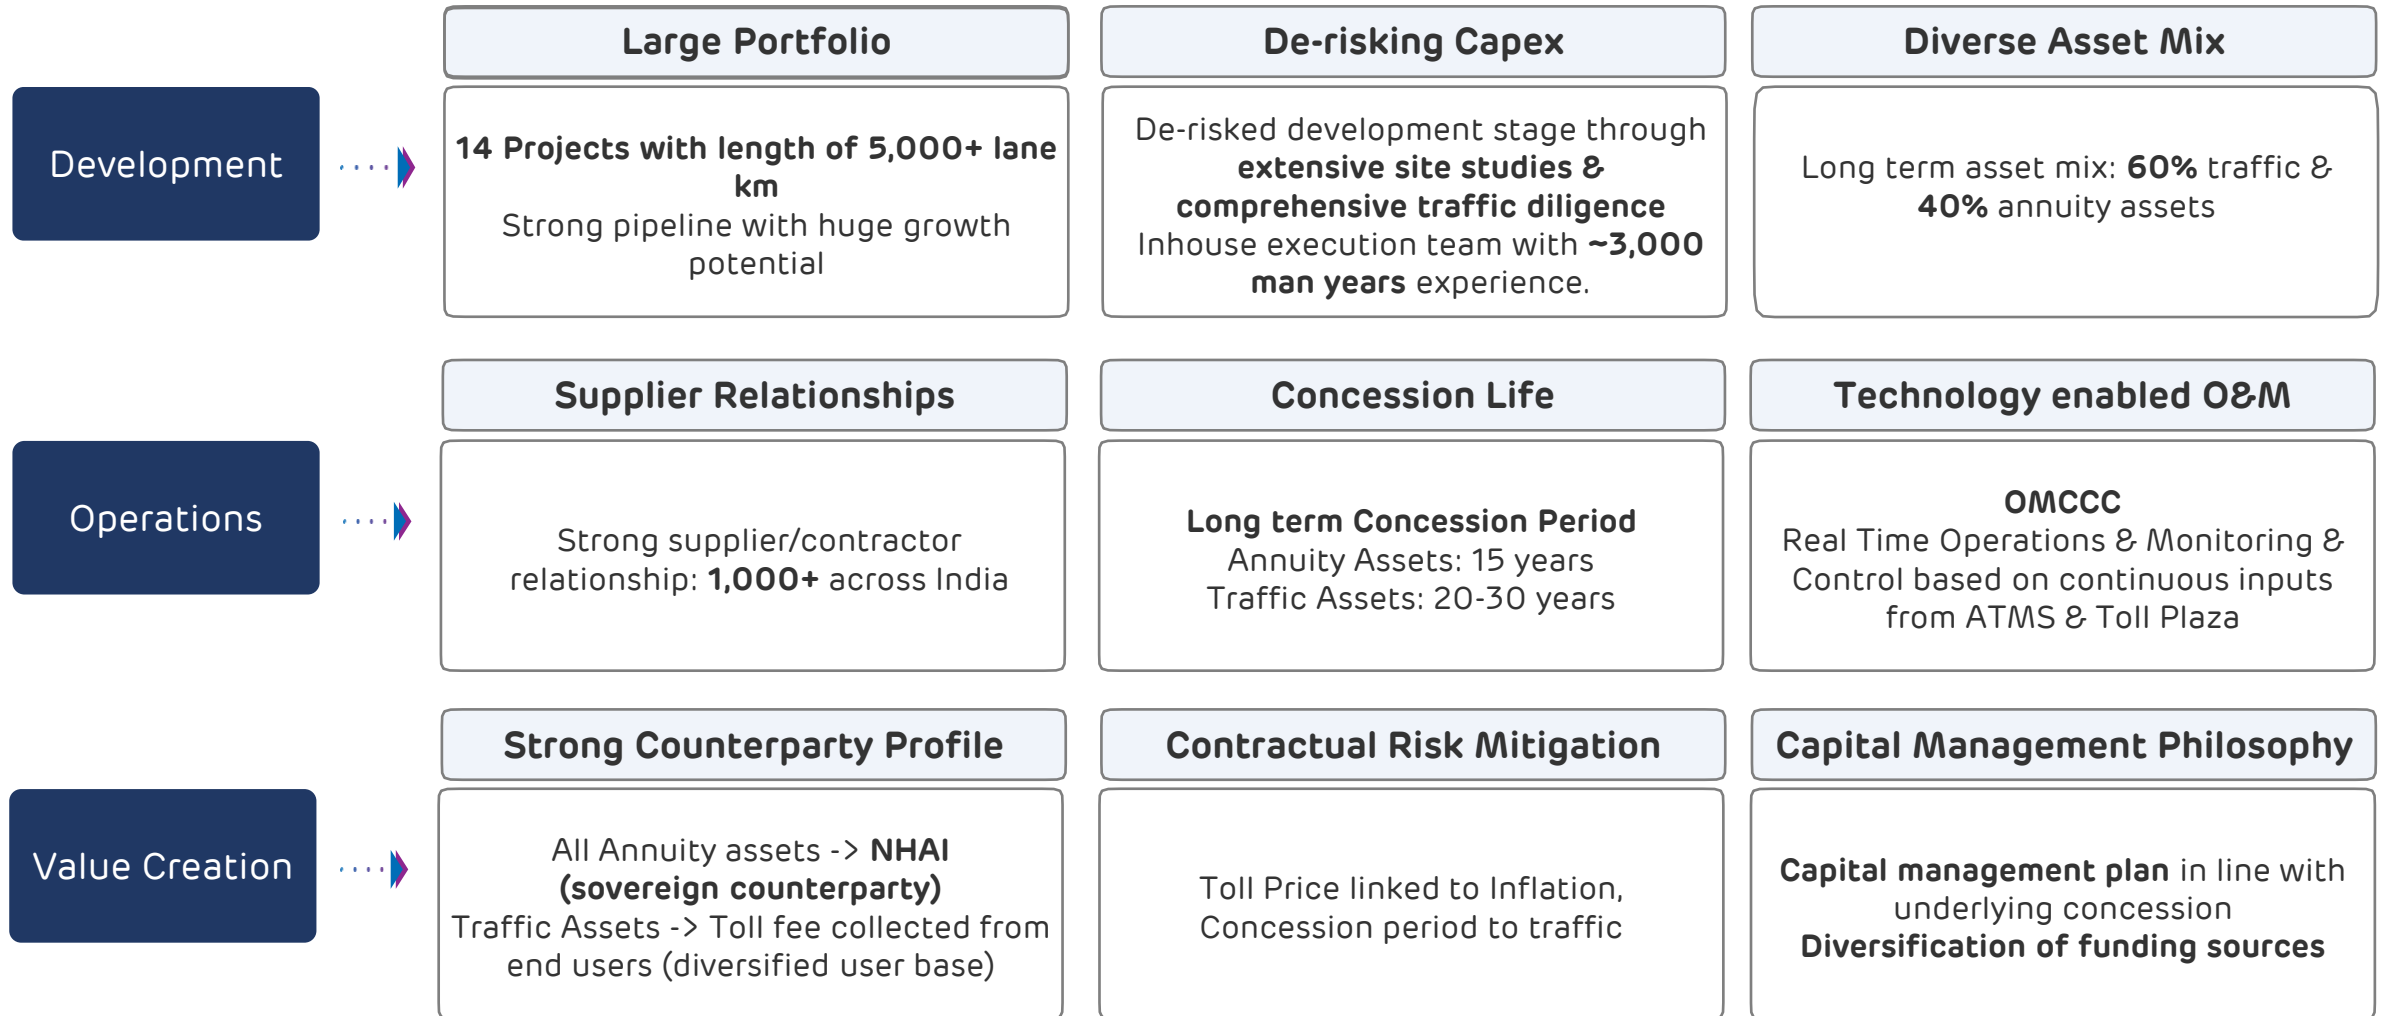 Large Portfolio
De-risking Capex
Diverse Asset Mix
Development
14 Projects with length of 5,000+ lane
km
Strong pipeline with huge growth
potential
De-risked development stage through
extensive site studies &
comprehensive traffic diligence
Inhouse execution team with ~3,000
man years experience.
Long term asset mix: 60% traffic &
40% annuity assets
Supplier Relationships
Concession Life
Technology enabled O&M
Operations
Strong supplier/contractor
relationship: 1,000+ across India
Long term Concession Period
Annuity Assets: 15 years
Traffic Assets: 20-30 years
OMCCC
Real Time Operations & Monitoring &
Control based on continuous inputs
from ATMS & Toll Plaza
Strong Counterparty Profile
Contractual Risk Mitigation
Capital Management Philosophy
Value Creation
All Annuity assets -> NHAI
(sovereign counterparty)
Traffic Assets -> Toll fee collected from
end users (diversified user base)
Toll Price linked to Inflation,
Concession period to traffic
Capital management plan in line with
underlying concession
Diversification of funding sources